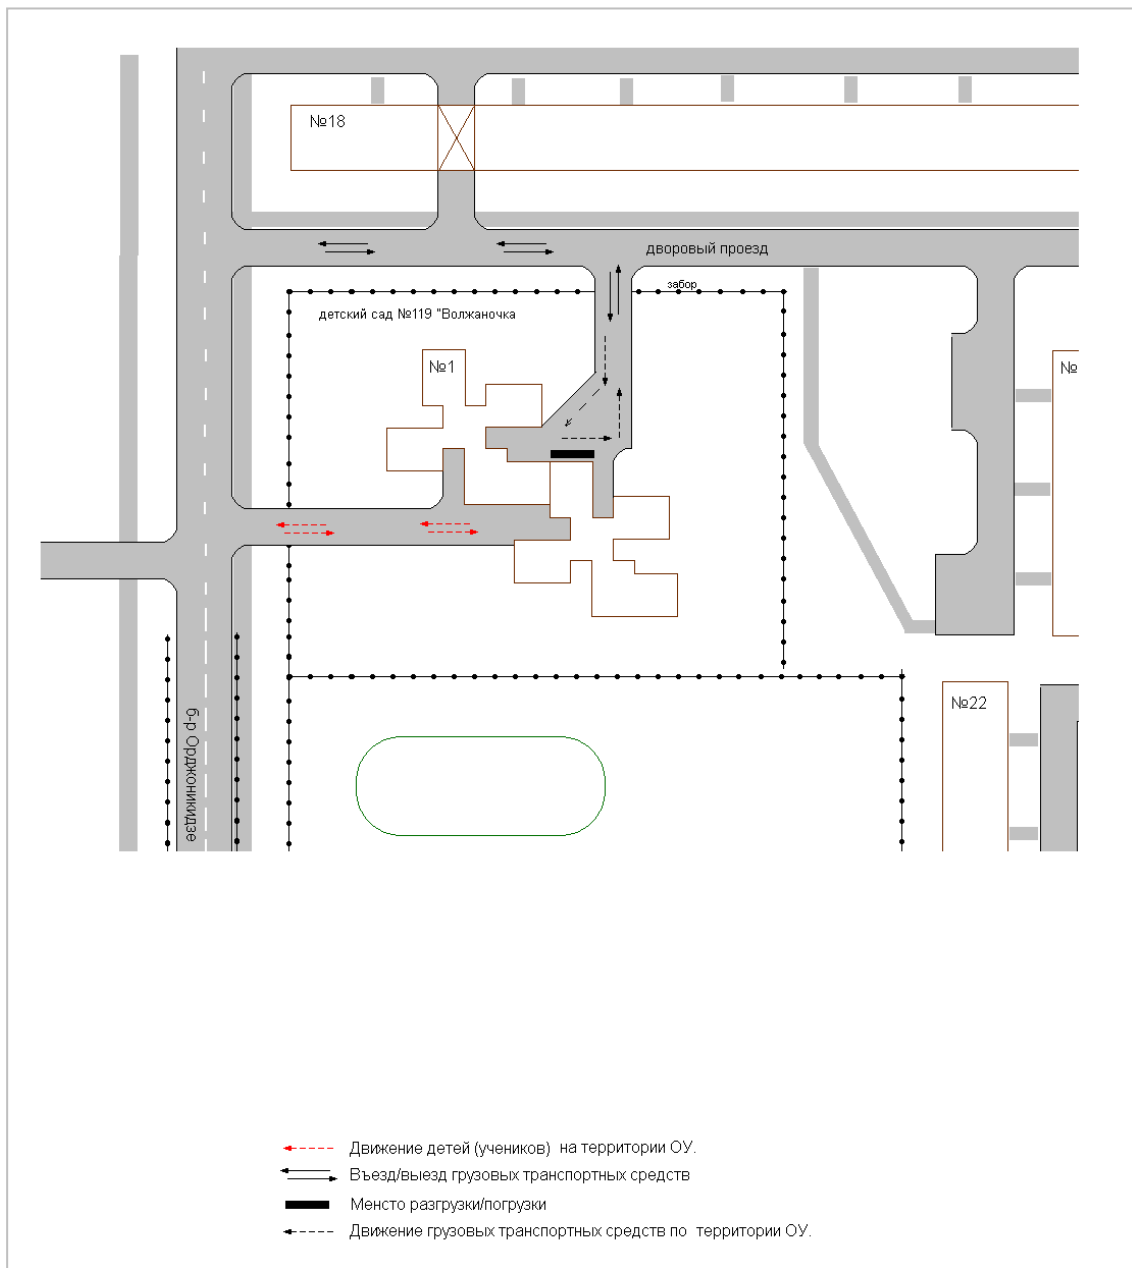 №18
дворовый проезд
забор
детский сад №119 "Волжаночка
№1
№
№22
б-р Орджоникидзе
Движение детей (учеников) на территории ОУ.
Въезд/выезд грузовых транспортных средств
Менсто разгрузки/погрузки
Движение грузовых транспортных средств по территории ОУ.